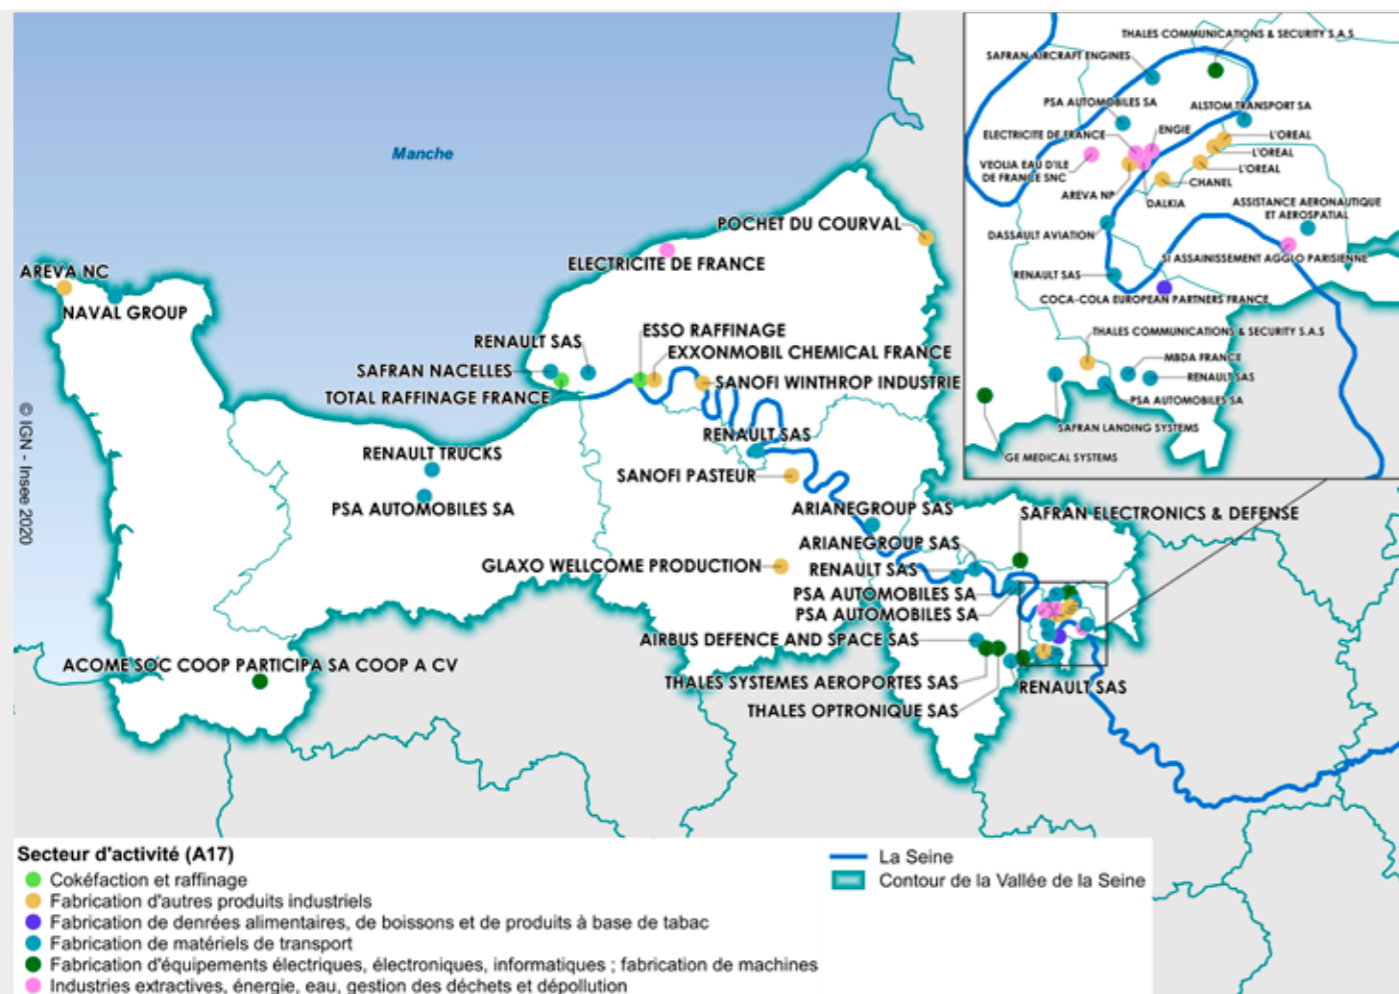 Manche
© IGN - Insee 2020
AREVA NC
NAVAL GROUP
POCHET DU COURVAL
ELECTRICITE DE FRANCE
RENAULT SAS
SAFRAN NACELLES
TOTAL RAFFINAGE FRANCE
ESSO RAFFINAGE
EXXONMOBIL CHEMICAL FRANCE
SANOFI WINTHROP INDUSTRIE
RENAULT TRUCKS
PSA AUTOMOBILES SA
RENAULT SAS
SANOFI PASTEUR
ARIANEGROUP SAS
SAFRAN ELECTRONICS & DEFENSE
ARIANEGROUP SAS
GLAXO WELLCOME PRODUCTION
RENAULT SAS
PSA AUTOMOBILES SA
PSA AUTOMOBILES SA
AIRBUS DEFENCE AND SPACE SAS
ACOME SOC COOP PARTICIPA SA COOP A CV
THALES SYSTEMES AEROPORTES SAS
RENAULT SAS
THALES OPTRONIQUE SAS
THALES COMMUNICATIONS & SECURITY S.A.S
SAFRAN AIRCRAFT ENGINES
PSA AUTOMOBILES SA
ALSTOM TRANSPORT SA
ELECTRICITE DE FRANCE
ENGIE
L'OREAL
L'OREAL
L'OREAL
VEOLIA EAU D'ILE
DE FRANCE SNC
AREVA NP
DALKIA
CHANEL
ASSISTANCE AERONAUTIQUE
ET AEROSPATIAL
DASSAULT AVIATION
SI ASSAINISSEMENT AGGLO PARISIENNE
RENAULT SAS
COCA-COLA EUROPEAN PARTNERS FRANCE
THALES COMMUNICATIONS & SECURITY S.A.S
MBDA FRANCE
RENAULT SAS
PSA AUTOMOBILES SA
SAFRAN LANDING SYSTEMS
GE MEDICAL SYSTEMS
Secteur d'activité (A17)
Cokéfaction et raffinage
Fabrication d'autres produits industriels
Fabrication de denrées alimentaires, de boissons et de produits à base de tabac
Fabrication de matériels de transport
Fabrication d'équipements électriques, électroniques, informatiques ; fabrication de machines
Industries extractives, énergie, eau, gestion des déchets et dépollution
La Seine
Contour de la Vallée de la Seine